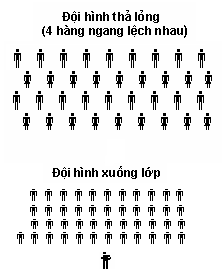 Đội hình thả lỏng
(4 hàng ngang lệch nhau)
Đội hình xuống lớp